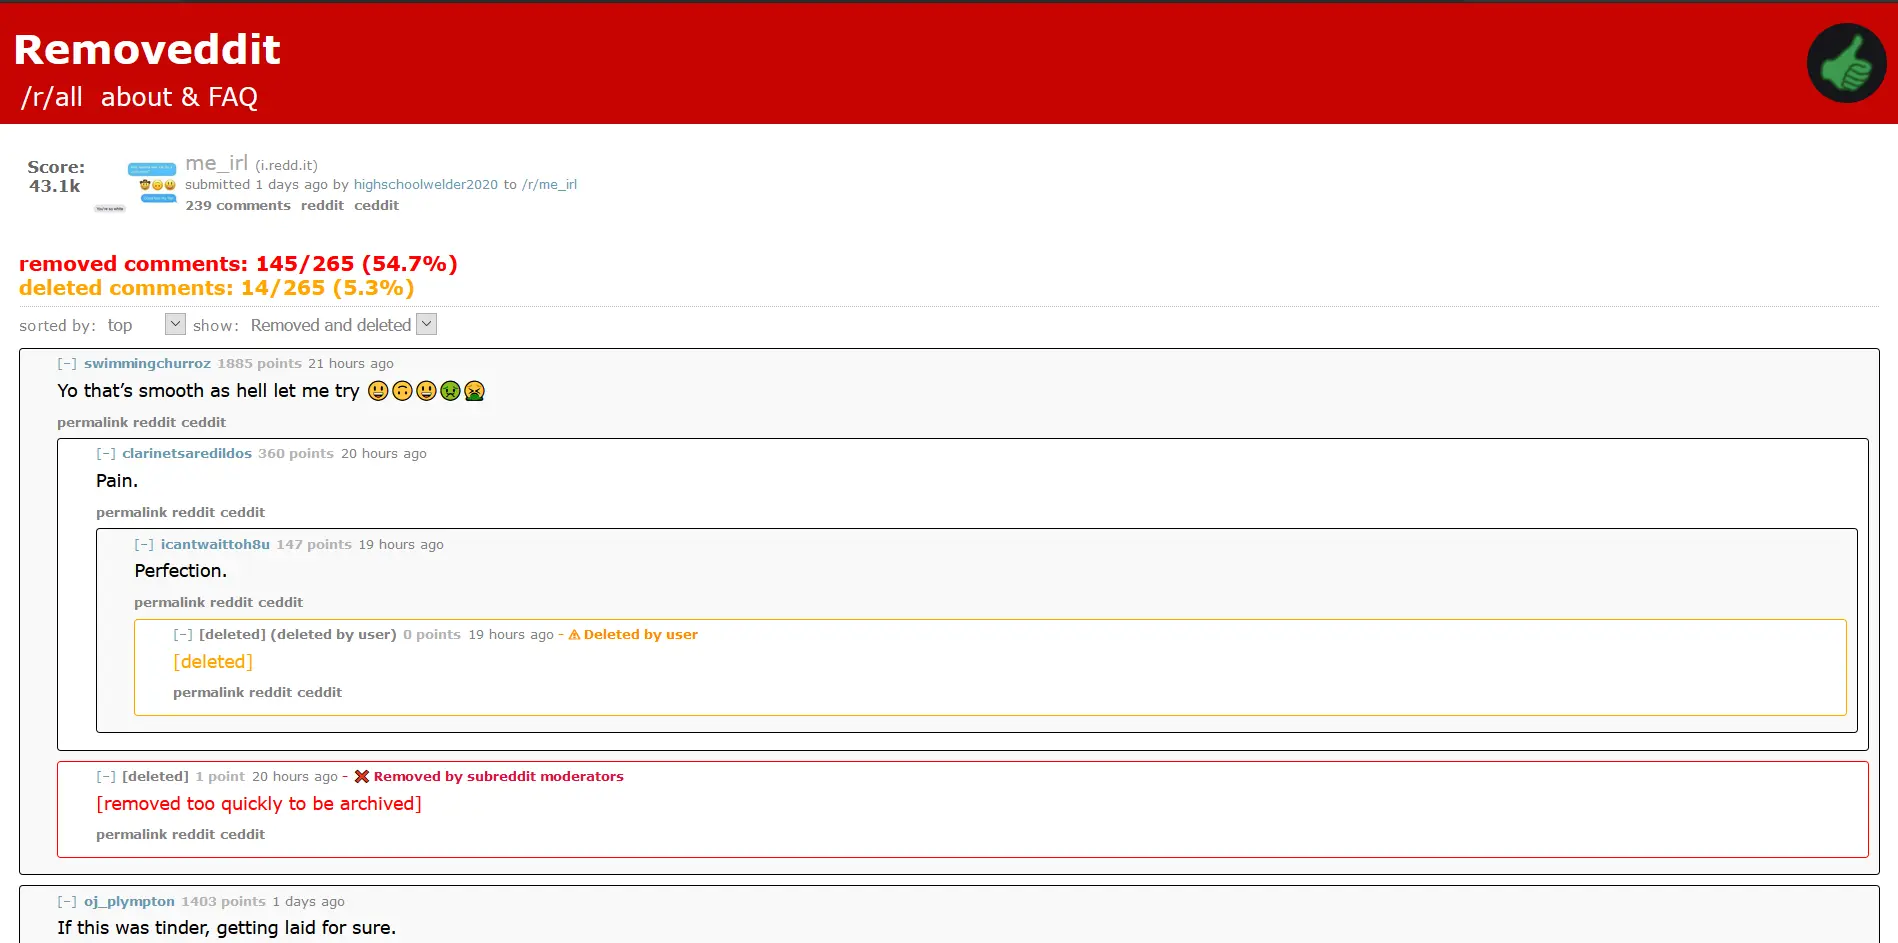 Removeddit
/r/all about & FAQ
Score:
43.1k
me_irl (i.redd.it)
submitted 1 days ago by highschoolwelder2020 to /r/me_irl
239 comments reddit ceddit
removed comments: 145/265 (54.7%)
deleted comments: 14/265 (5.3%)
sorted by: top show: Removed and deleted
[–] swimmingchurroz 1885 points 21 hours ago
Yo that’s smooth as hell let me try 😃🙃😃🤢🤮
permalink reddit ceddit
[–] clarinetsaredildos 360 points 20 hours ago
Pain.
permalink reddit ceddit
[–] icantwaittoh8u 147 points 19 hours ago
Perfection.
permalink reddit ceddit
[–] [deleted] (deleted by user) 0 points 19 hours ago - ⚠ Deleted by user
[deleted]
permalink reddit ceddit
[–] [deleted] 1 point 20 hours ago - ❌ Removed by subreddit moderators
[removed too quickly to be archived]
permalink reddit ceddit
[–] oj_plympton 1403 points 1 days ago
If this was tinder, getting laid for sure.